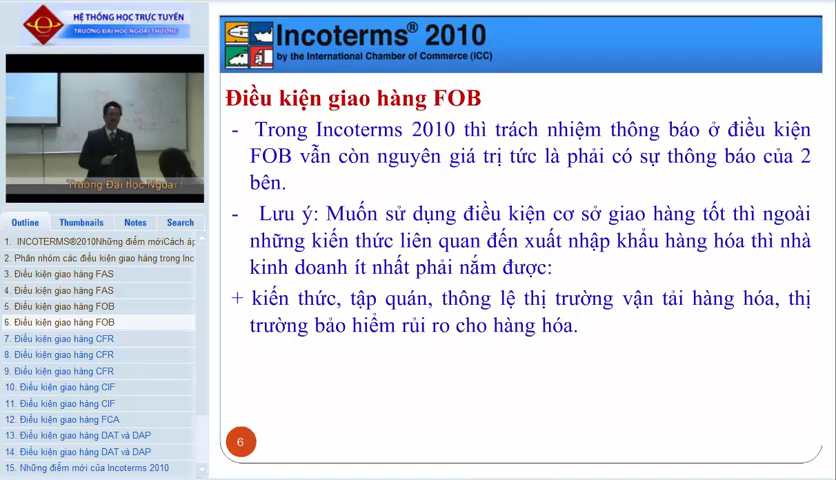 HỆ THỐNG HỌC TRỰC TUYẾN
TRƯỜNG ĐẠI HỌC NGOẠI THƯƠNG
Trường Đại học Ngoại T
Outline Thumbnails Notes Search
1. INCOTERMS®2010Những điểm mớiCách áp
2. Phân nhóm các điều kiện giao hàng trong Inc
3. Điều kiện giao hàng FAS
4. Điều kiện giao hàng FAS
5. Điều kiện giao hàng FOB
6. Điều kiện giao hàng FOB
7. Điều kiện giao hàng CFR
8. Điều kiện giao hàng CFR
9. Điều kiện giao hàng CFR
10. Điều kiện giao hàng CIF
11. Điều kiện giao hàng CIF
12. Điều kiện giao hàng FCA
13. Điều kiện giao hàng DAT và DAP
14. Điều kiện giao hàng DAT và DAP
15. Những điểm mới của Incoterms 2010
Incoterms® 2010
by the International Chamber of Commerce (ICC)
Điều kiện giao hàng FOB
- Trong Incoterms 2010 thì trách nhiệm thông báo ở điều kiện
FOB vẫn còn nguyên giá trị tức là phải có sự thông báo của 2
bên.
- Lưu ý: Muốn sử dụng điều kiện cơ sở giao hàng tốt thì ngoài
những kiến thức liên quan đến xuất nhập khẩu hàng hóa thì nhà
kinh doanh ít nhất phải nắm được:
+ kiến thức, tập quán, thông lệ thị trường vận tải hàng hóa, thị
trường bảo hiểm rủi ro cho hàng hóa.
6